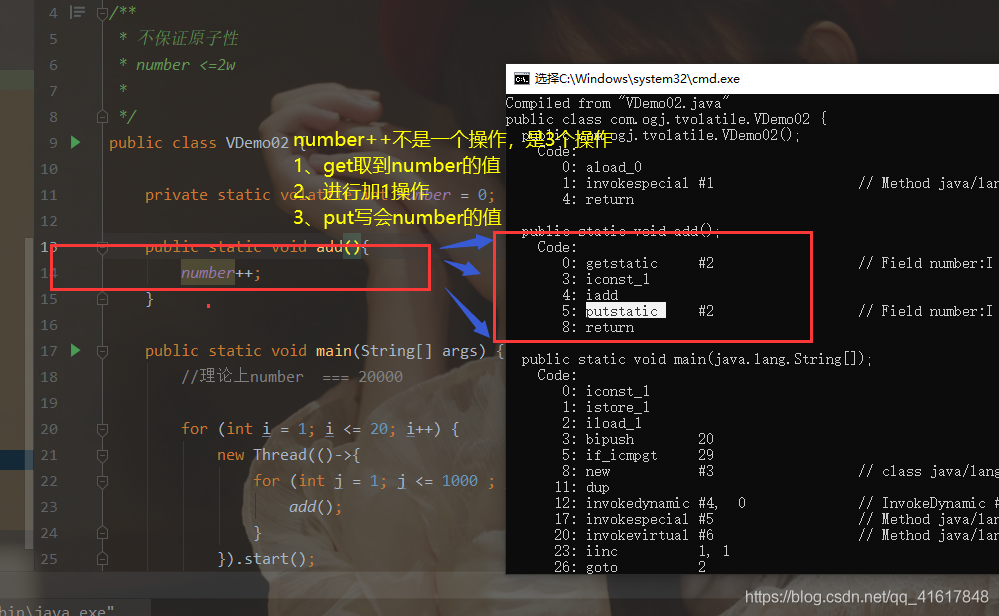 4 /**
5 * 不保证原子性
6 * number <=2w
7 *
8 */
9 public class VDemo02 {
10
11 private static volatile int number = 0;
12
13 public static void add(){
14 number++;
15 }
16
17 public static void main(String[] args) {
18 //理论上number === 20000
19
20 for (int i = 1; i <= 20; i++) {
21 new Thread(()->{
22 for (int j = 1; j <= 1000 ;
23 add();
24 }
25 }).start();
number++不是一个操作，是3个操作
1、get取到number的值
2、进行加1操作
3、put写会number的值
选择C:\Windows\system32\cmd.exe
Compiled from "VDemo02.java"
public class com.ogj.tvolatile.VDemo02 {
public com.ogj.tvolatile.VDemo02();
Code:
0: aload_0
1: invokespecial #1 // Method java/lan
4: return
public static void add();
Code:
0: getstatic #2 // Field number:I
3: iconst_1
4: iadd
5: putstatic #2 // Field number:I
8: return
public static void main(java.lang.String[]);
Code:
0: iconst_1
1: istore_1
2: iload_1
3: bipush 20
5: if_icmpgt 29
8: new #3 // class java/lang
11: dup
12: invokedynamic #4, 0 // InvokeDynamic #
17: invokespecial #5 // Method java/lan
20: invokevirtual #6 // Method java/lan
23: iinc 1, 1
26: goto 2
bin\java.exe"
https://blog.csdn.net/qq_41617848